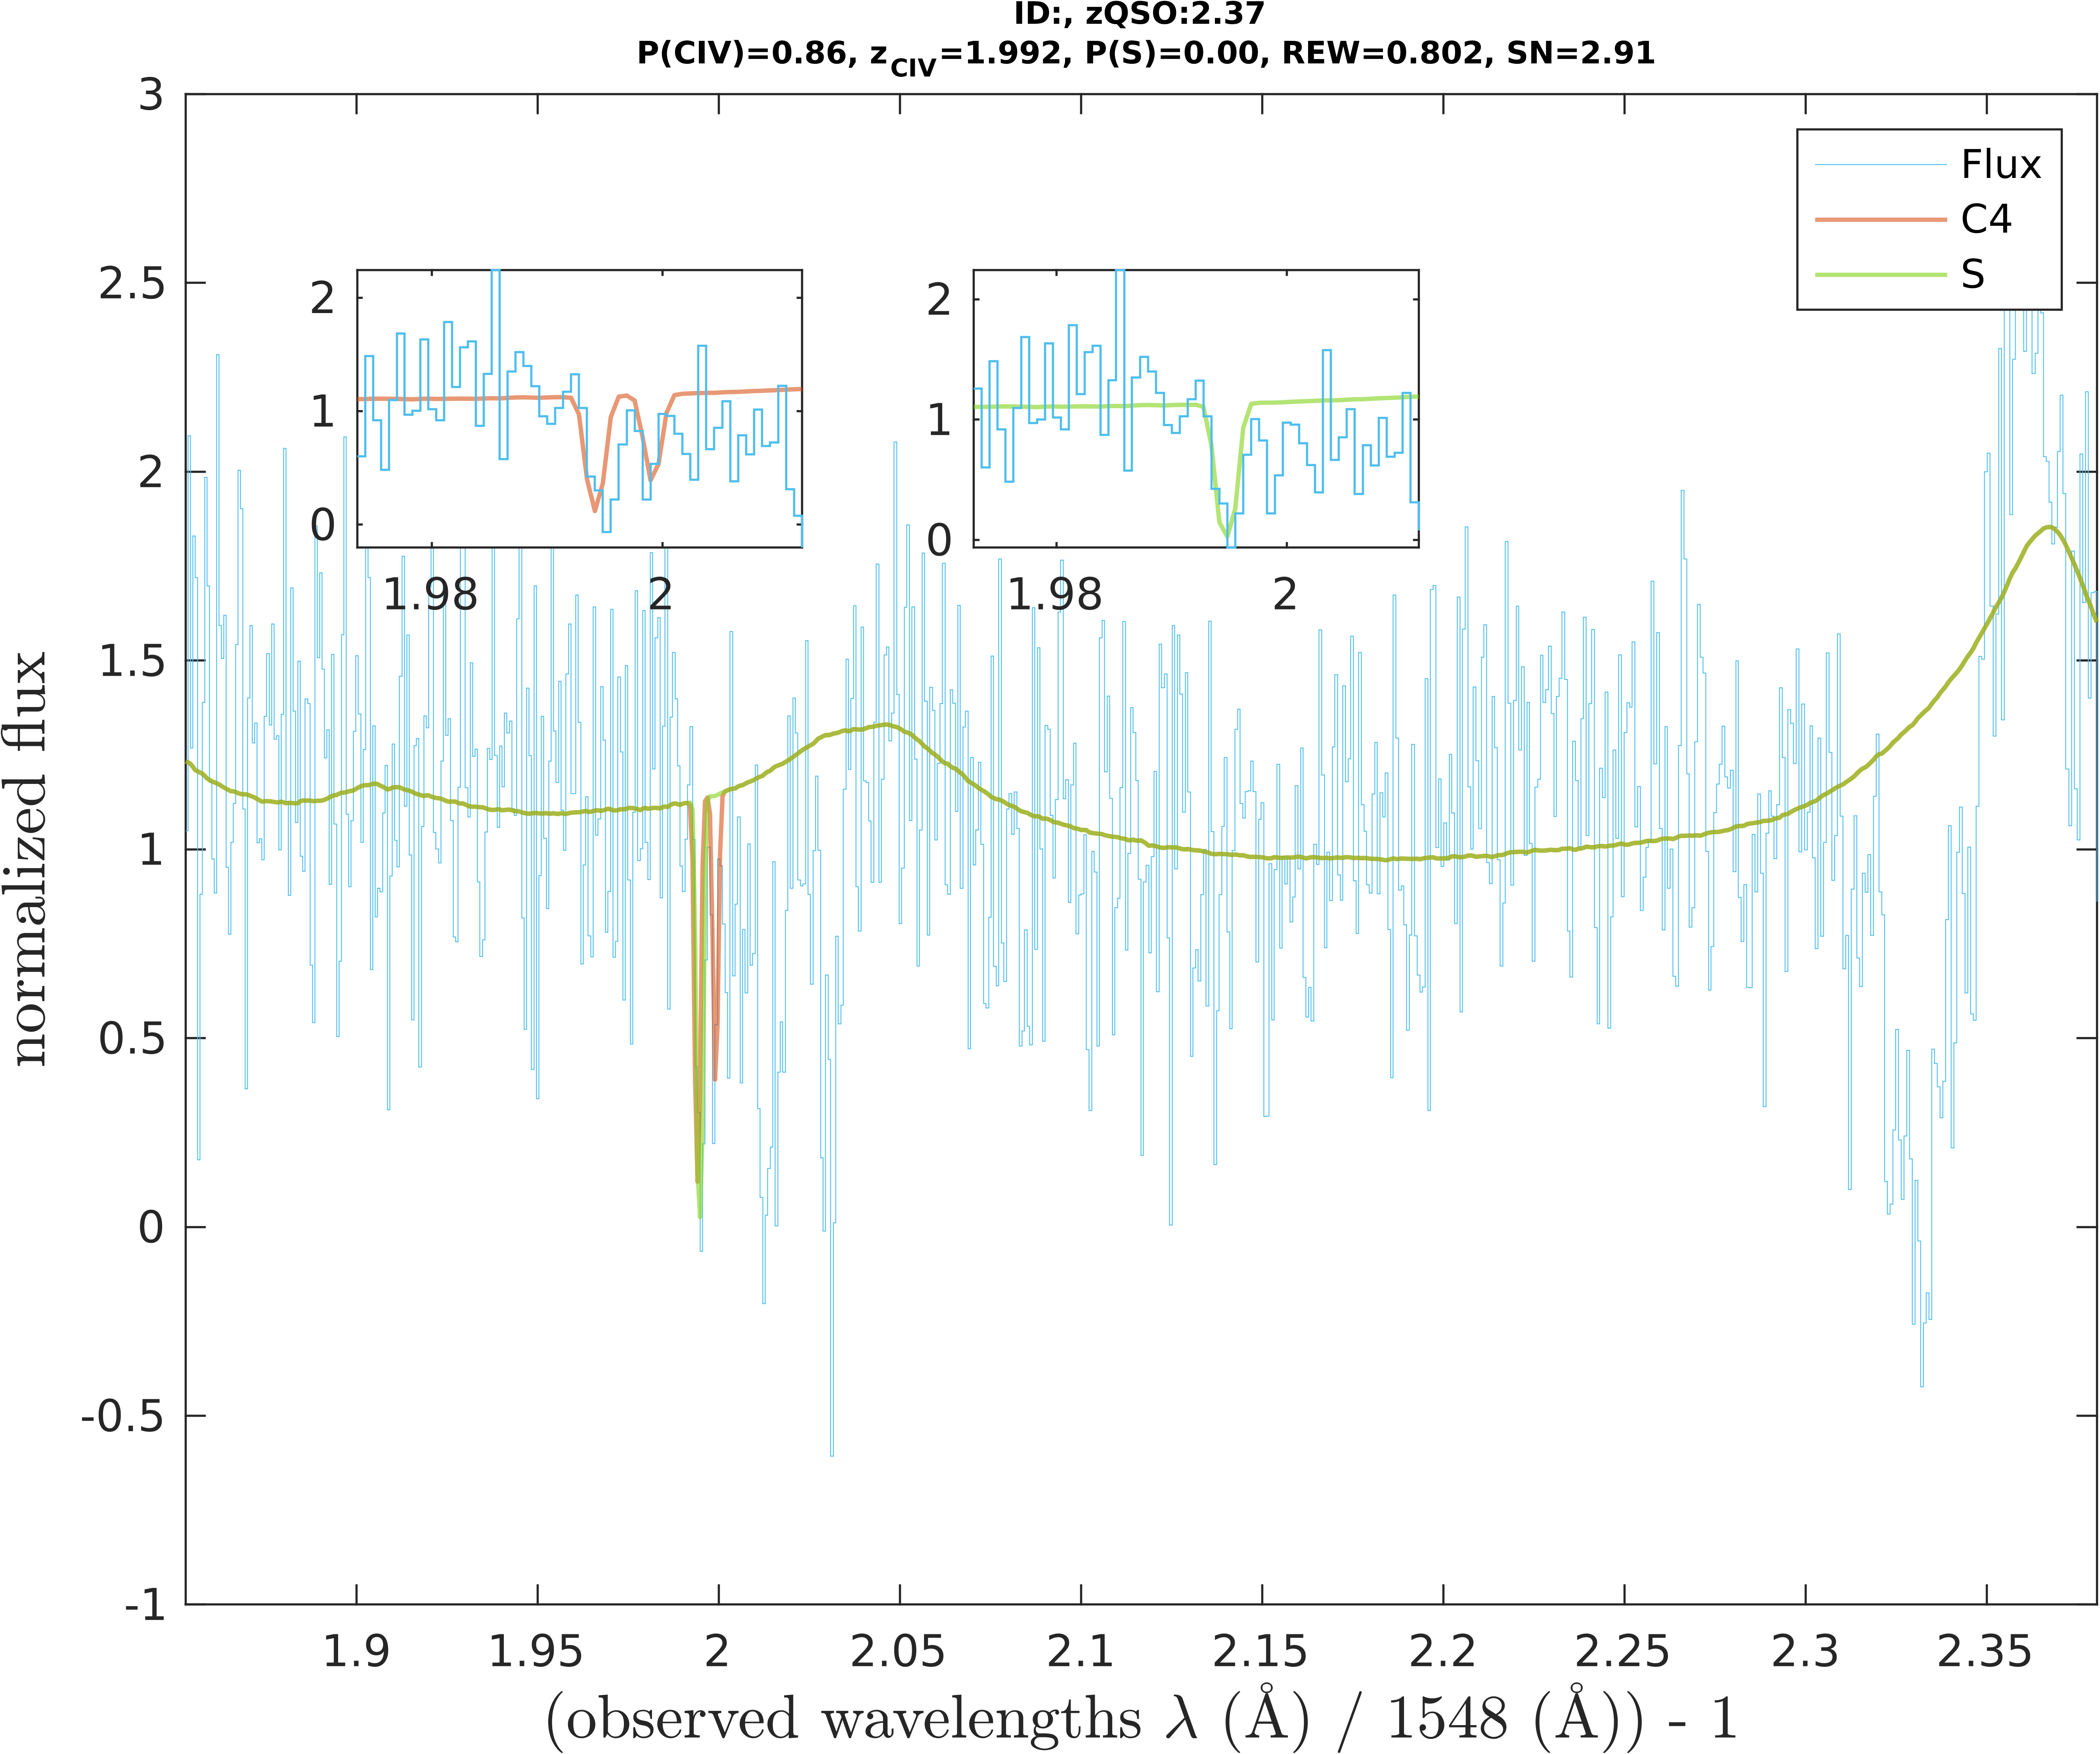 ID:, zQSO:2.37
P(CIV)=0.86, z_CIV=1.992, P(S)=0.00, REW=0.802, SN=2.91
3
2.5
2
1.5
1
0.5
0
-0.5
-1
normalized flux
Flux
C4
S
2
1
0
1.98 2
2
1
0
1.98 2
1.9 1.95 2 2.05 2.1 2.15 2.2 2.25 2.3 2.35
(observed wavelengths λ (Å) / 1548 (Å)) - 1